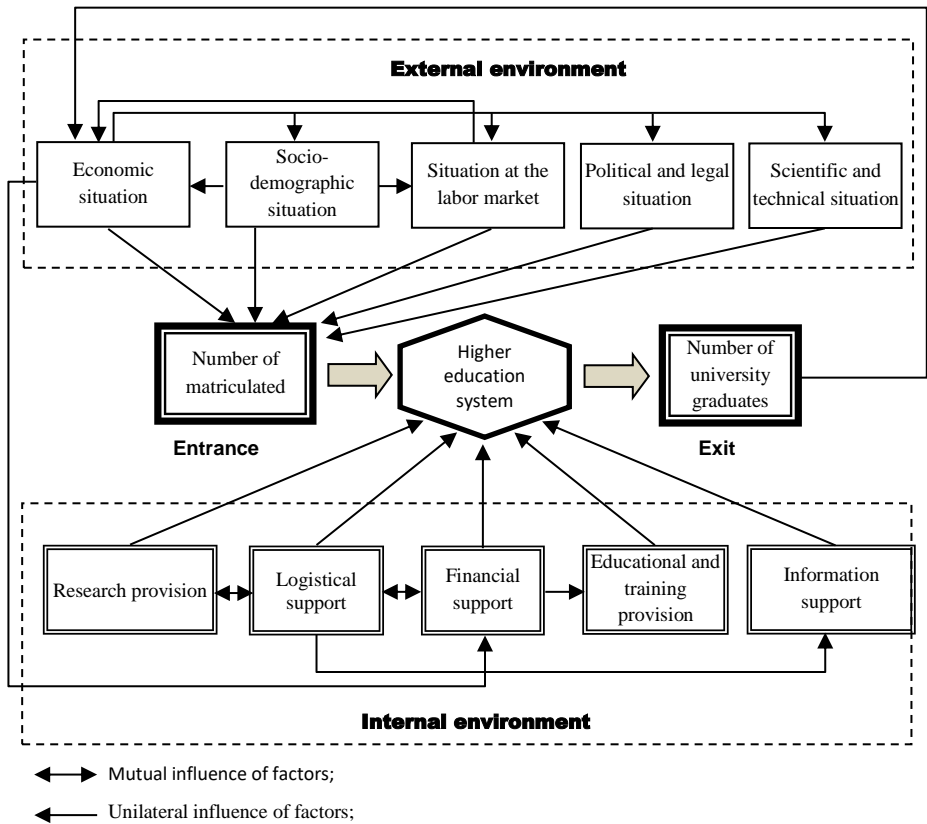 External environment
Economic
situation
Socio-
demographic
situation
Situation at the
labor market
Political and legal
situation
Scientific and
technical situation
Number of
matriculated
Higher
education
system
Number of
university
graduates
Entrance
Exit
Research provision
Logistical
support
Financial
support
Educational and
training
provision
Information
support
Internal environment
Mutual influence of factors;
Unilateral influence of factors;